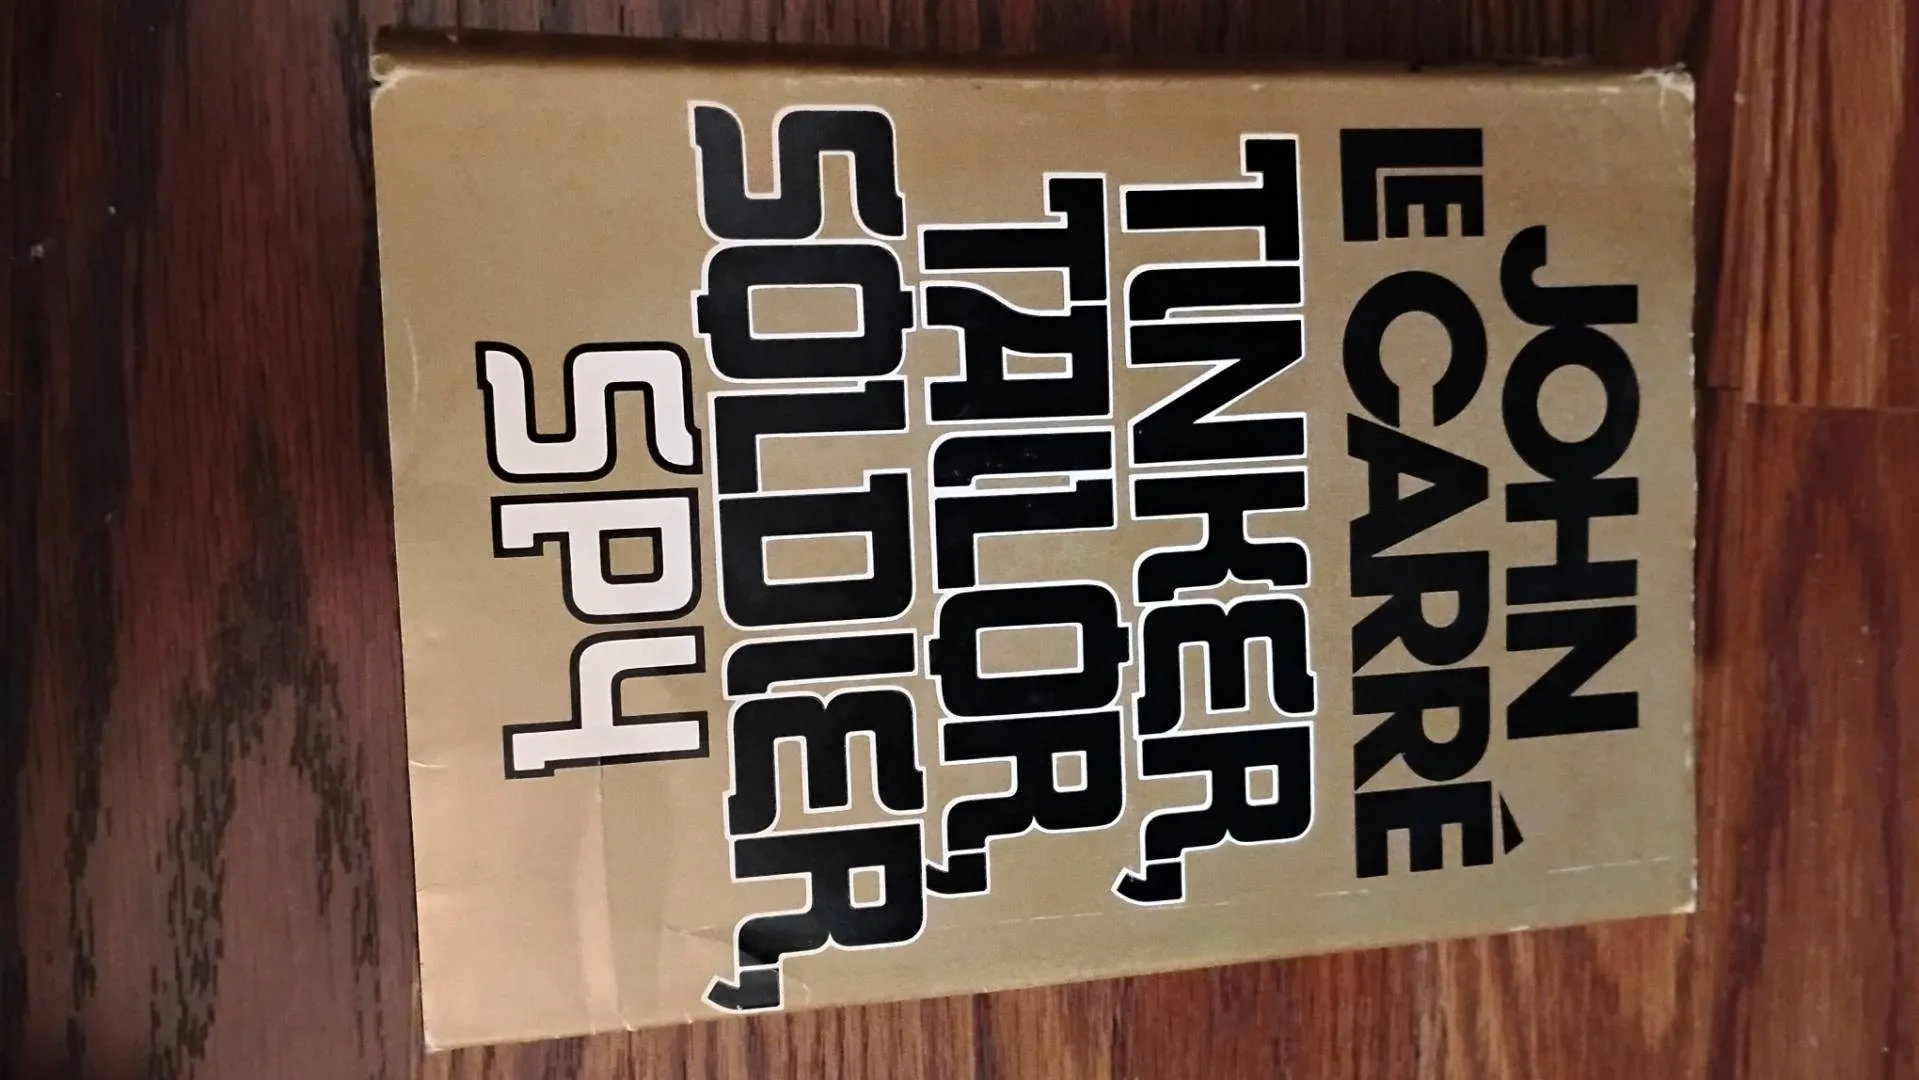 JOHN
LE CARRÉ
TINKER,
TAILOR,
SOLDIER,
SPY